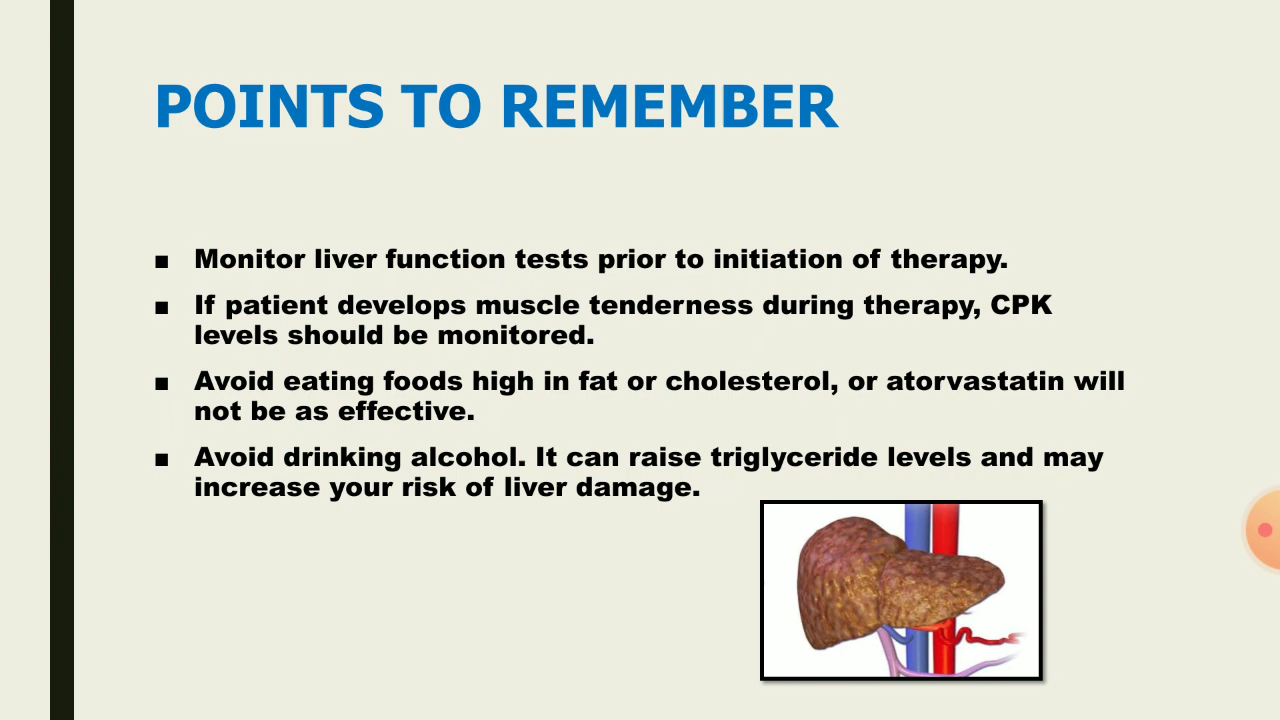 POINTS TO REMEMBER
▪ Monitor liver function tests prior to initiation of therapy.
▪ If patient develops muscle tenderness during therapy, CPK
levels should be monitored.
▪ Avoid eating foods high in fat or cholesterol, or atorvastatin will
not be as effective.
▪ Avoid drinking alcohol. It can raise triglyceride levels and may
increase your risk of liver damage.